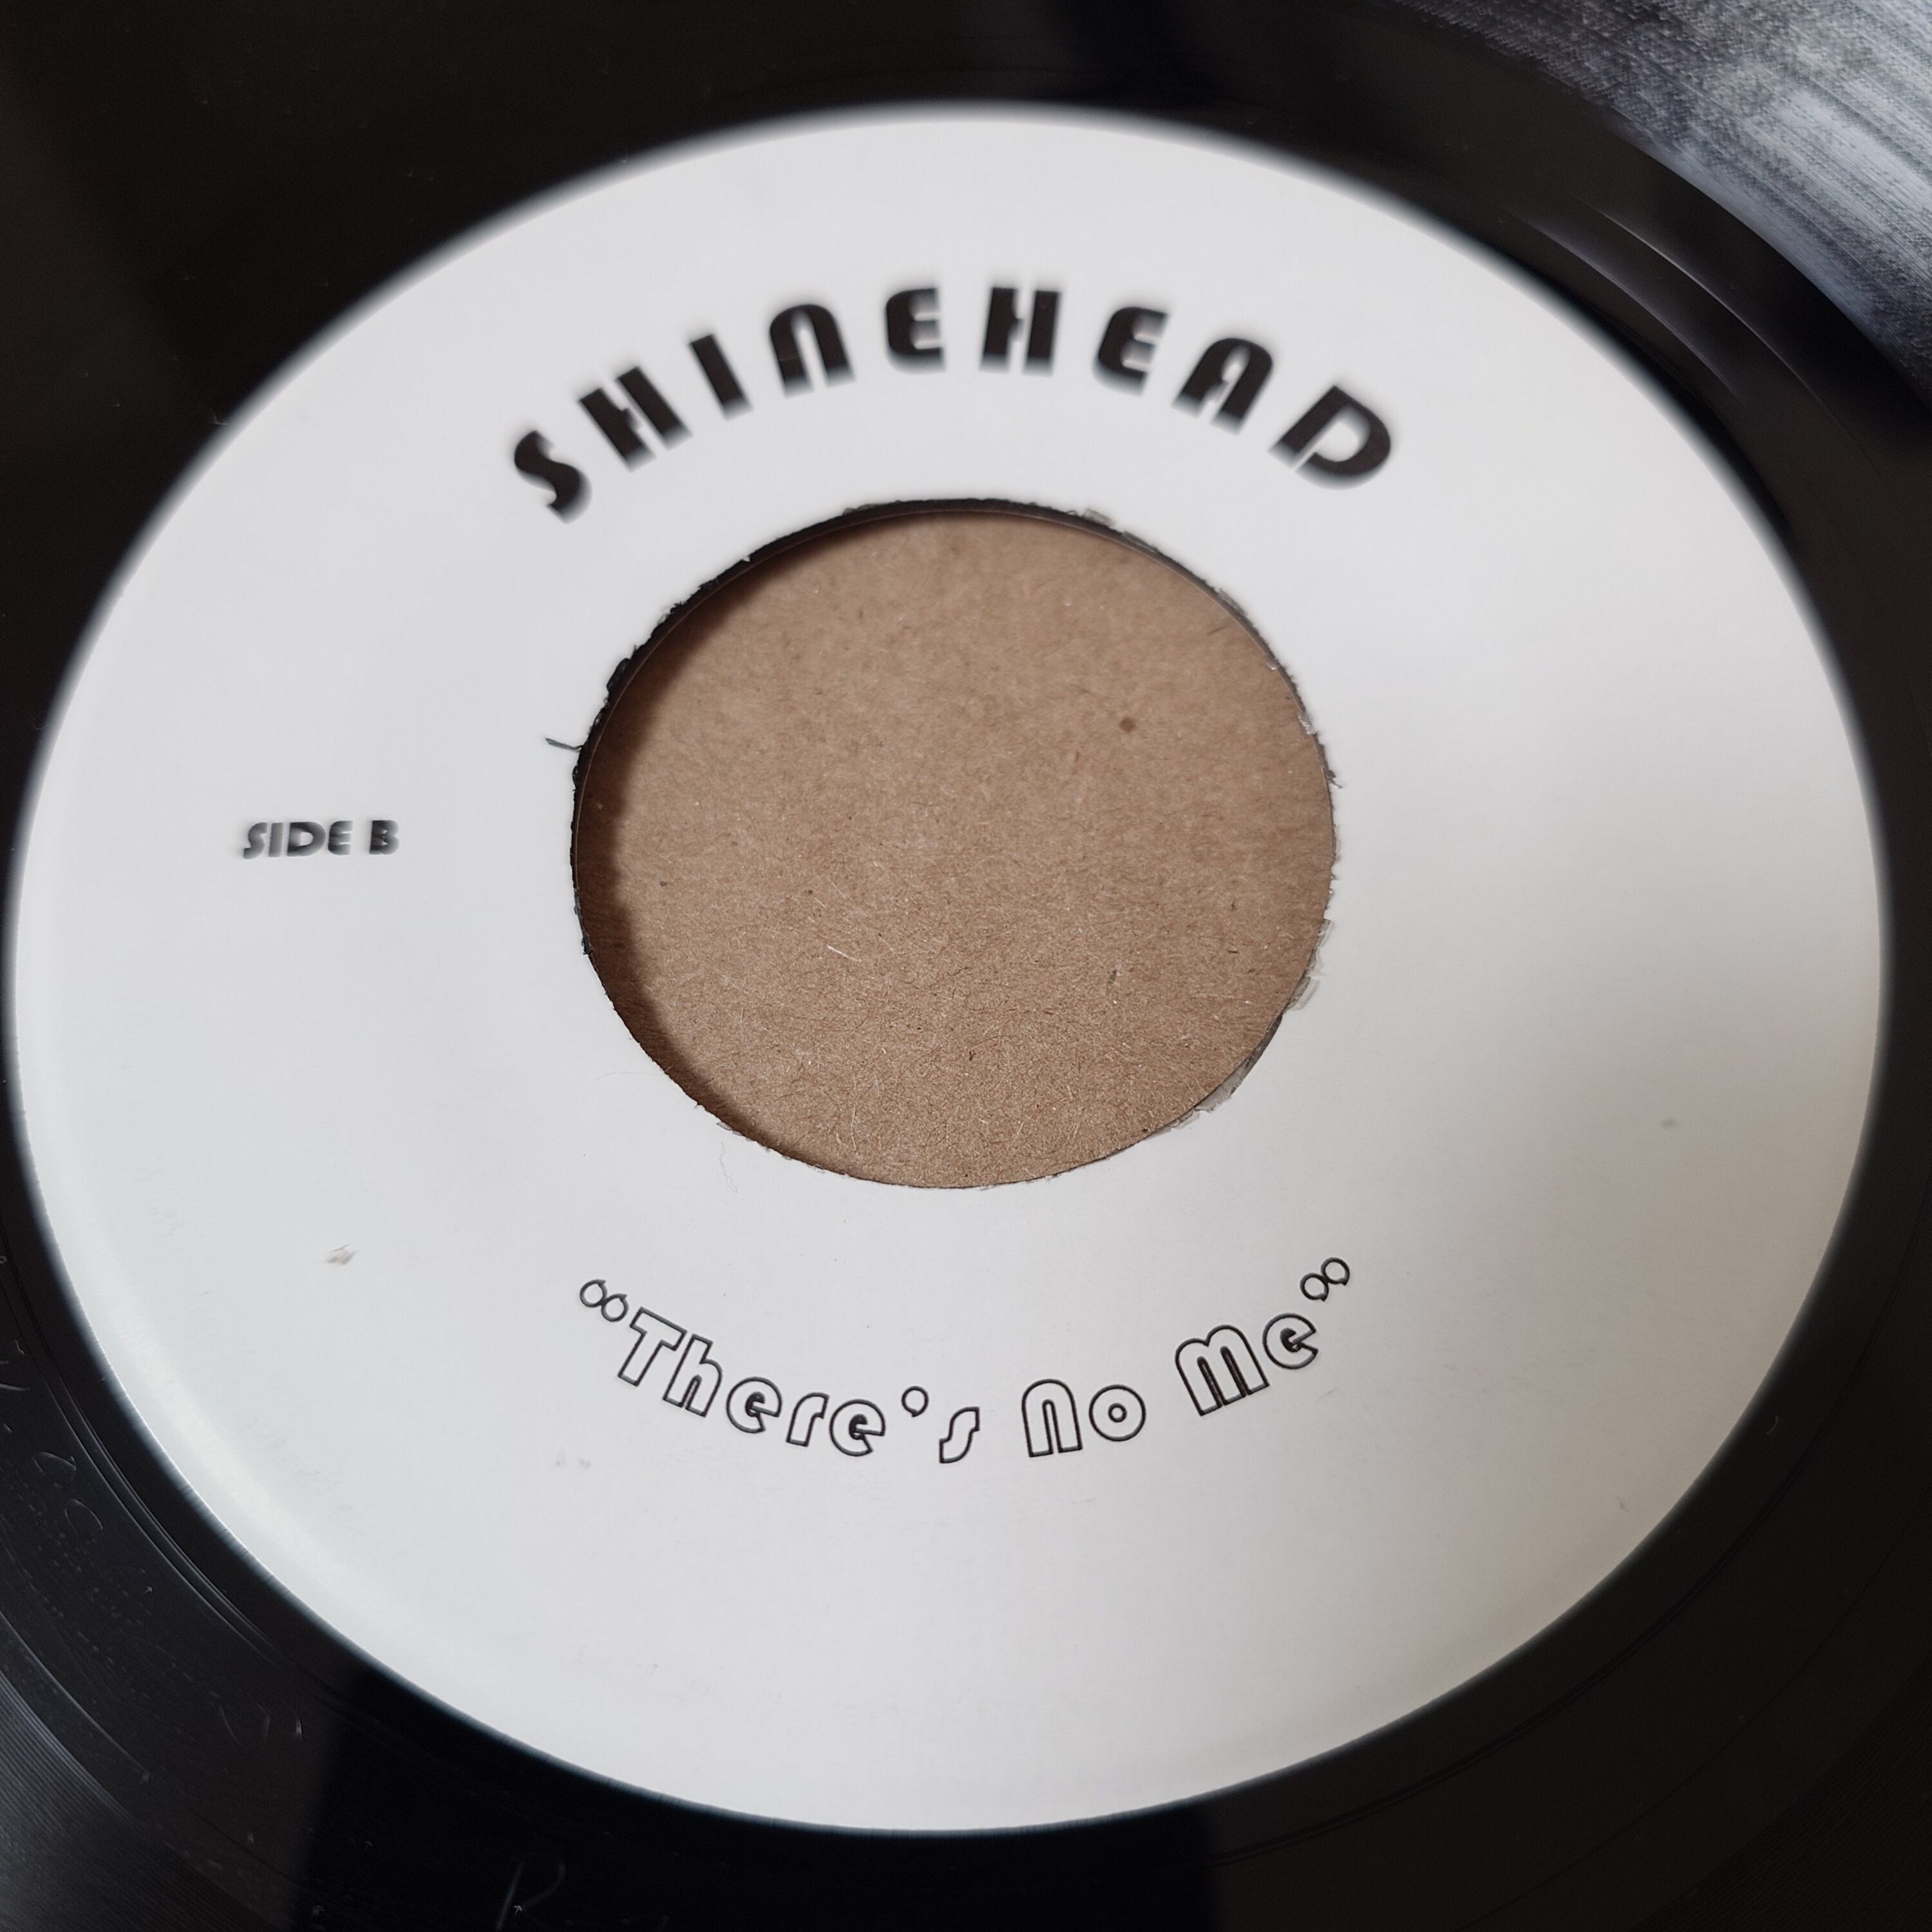 SHINEHEAD
SIDE B
“There's No Me”